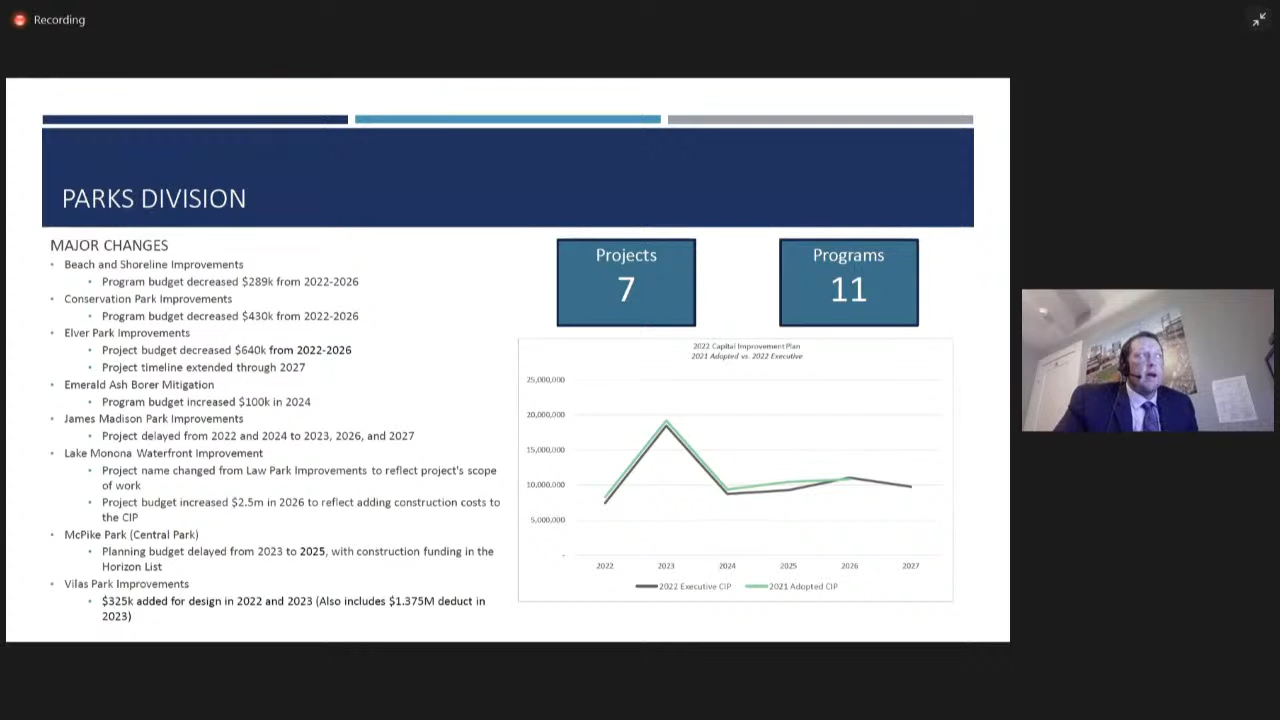 Recording
PARKS DIVISION
MAJOR CHANGES
• Beach and Shoreline Improvements
• Program budget decreased $289k from 2022-2026
• Conservation Park Improvements
• Program budget decreased $430k from 2022-2026
• Elver Park Improvements
• Project budget decreased $640k from 2022-2026
• Project timeline extended through 2027
• Emerald Ash Borer Mitigation
• Program budget increased $100k in 2024
• James Madison Park Improvements
• Project delayed from 2022 and 2024 to 2023, 2026, and 2027
• Lake Monona Waterfront Improvement
• Project name changed from Law Park Improvements to reflect project's scope
of work
• Project budget increased $2.5m in 2026 to reflect adding construction costs to
the CIP
• McPike Park (Central Park)
• Planning budget delayed from 2023 to 2025, with construction funding in the
Horizon List
• Vilas Park Improvements
• $325k added for design in 2022 and 2023 (Also includes $1.375M deduct in
2023)
Projects
7
Programs
11
2022 Capital Improvement Plan
2021 Adopted vs. 2022 Executive
25,000,000
20,000,000
15,000,000
10,000,000
5,000,000
-
2022 2023 2024 2025 2026 2027
2022 Executive CIP 2021 Adopted CIP